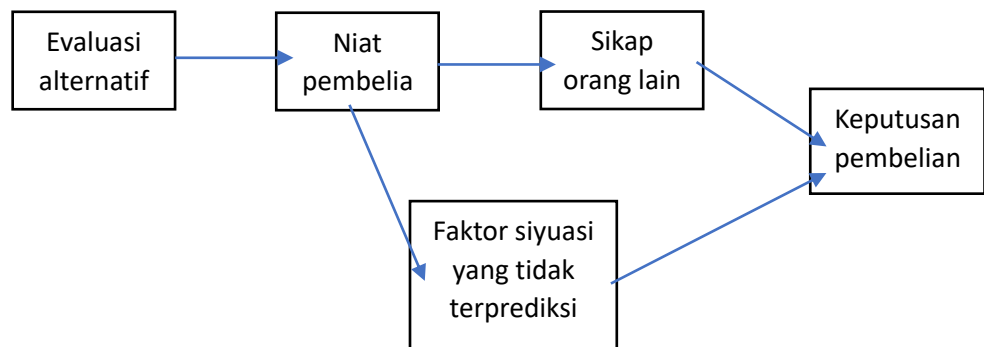 Evaluasi
alternatif
Niat
pembelia
Sikap
orang lain
Keputusan
pembelian
Faktor siyuasi
yang tidak
terprediksi